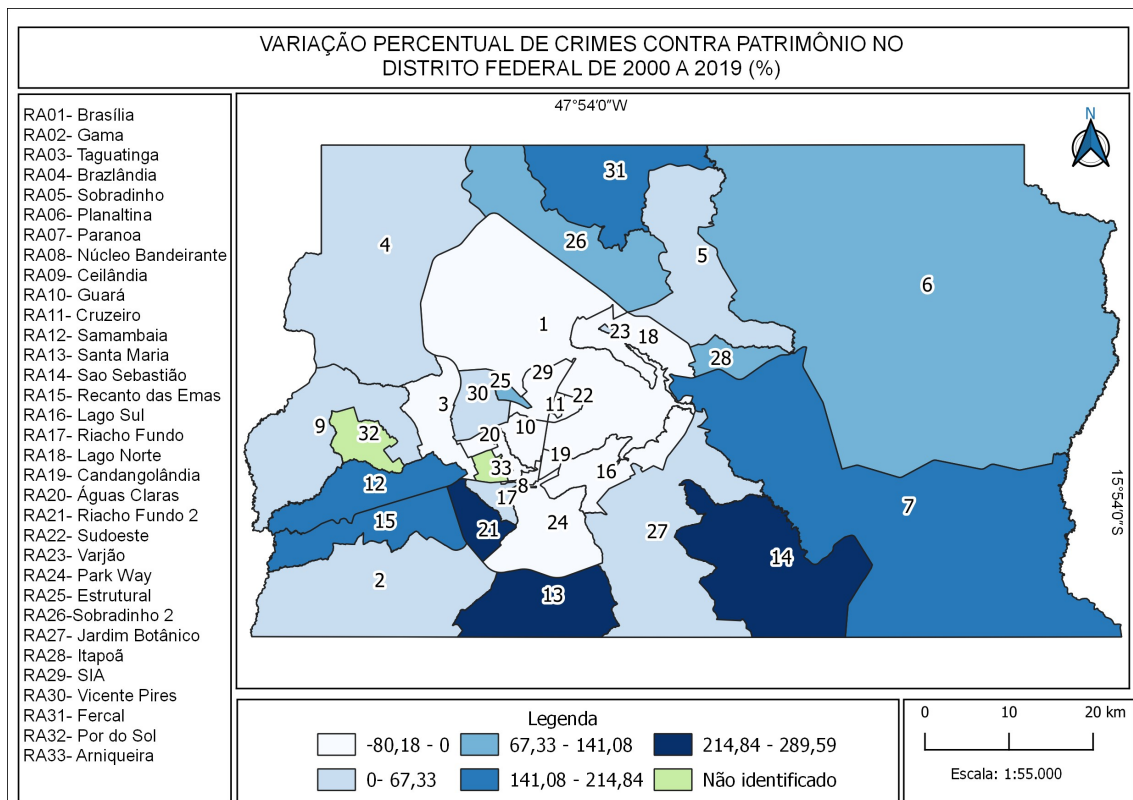 VARIAÇÃO PERCENTUAL DE CRIMES CONTRA PATRIMÔNIO NO
DISTRITO FEDERAL DE 2000 A 2019 (%)
RA01- Brasília
RA02- Gama
RA03- Taguatinga
RA04- Brazlândia
RA05- Sobradinho
RA06- Planaltina
RA07- Paranoa
RA08- Núcleo Bandeirante
RA09- Ceilândia
RA10- Guará
RA11- Cruzeiro
RA12- Samambaia
RA13- Santa Maria
RA14- Sao Sebastião
RA15- Recanto das Emas
RA16- Lago Sul
RA17- Riacho Fundo
RA18- Lago Norte
RA19- Candangolândia
RA20- Águas Claras
RA21- Riacho Fundo 2
RA22- Sudoeste
RA23- Varjão
RA24- Park Way
RA25- Estrutural
RA26-Sobradinho 2
RA27- Jardim Botânico
RA28- Itapoã
RA29- SIA
RA30- Vicente Pires
RA31- Fercal
RA32- Por do Sol
RA33- Arniqueira
47°54'0"W
N
31
4
26
5
6
1
23
18
28
29
25
30
22
3
11
9
32
10
20
19
33
16
12
8
17
7
15
21
24
27
14
2
13
15°54'0"S
Legenda
-80,18 - 0
67,33 - 141,08
214,84 - 289,59
0- 67,33
141,08 - 214,84
Não identificado
0 10 20 km
Escala: 1:55.000